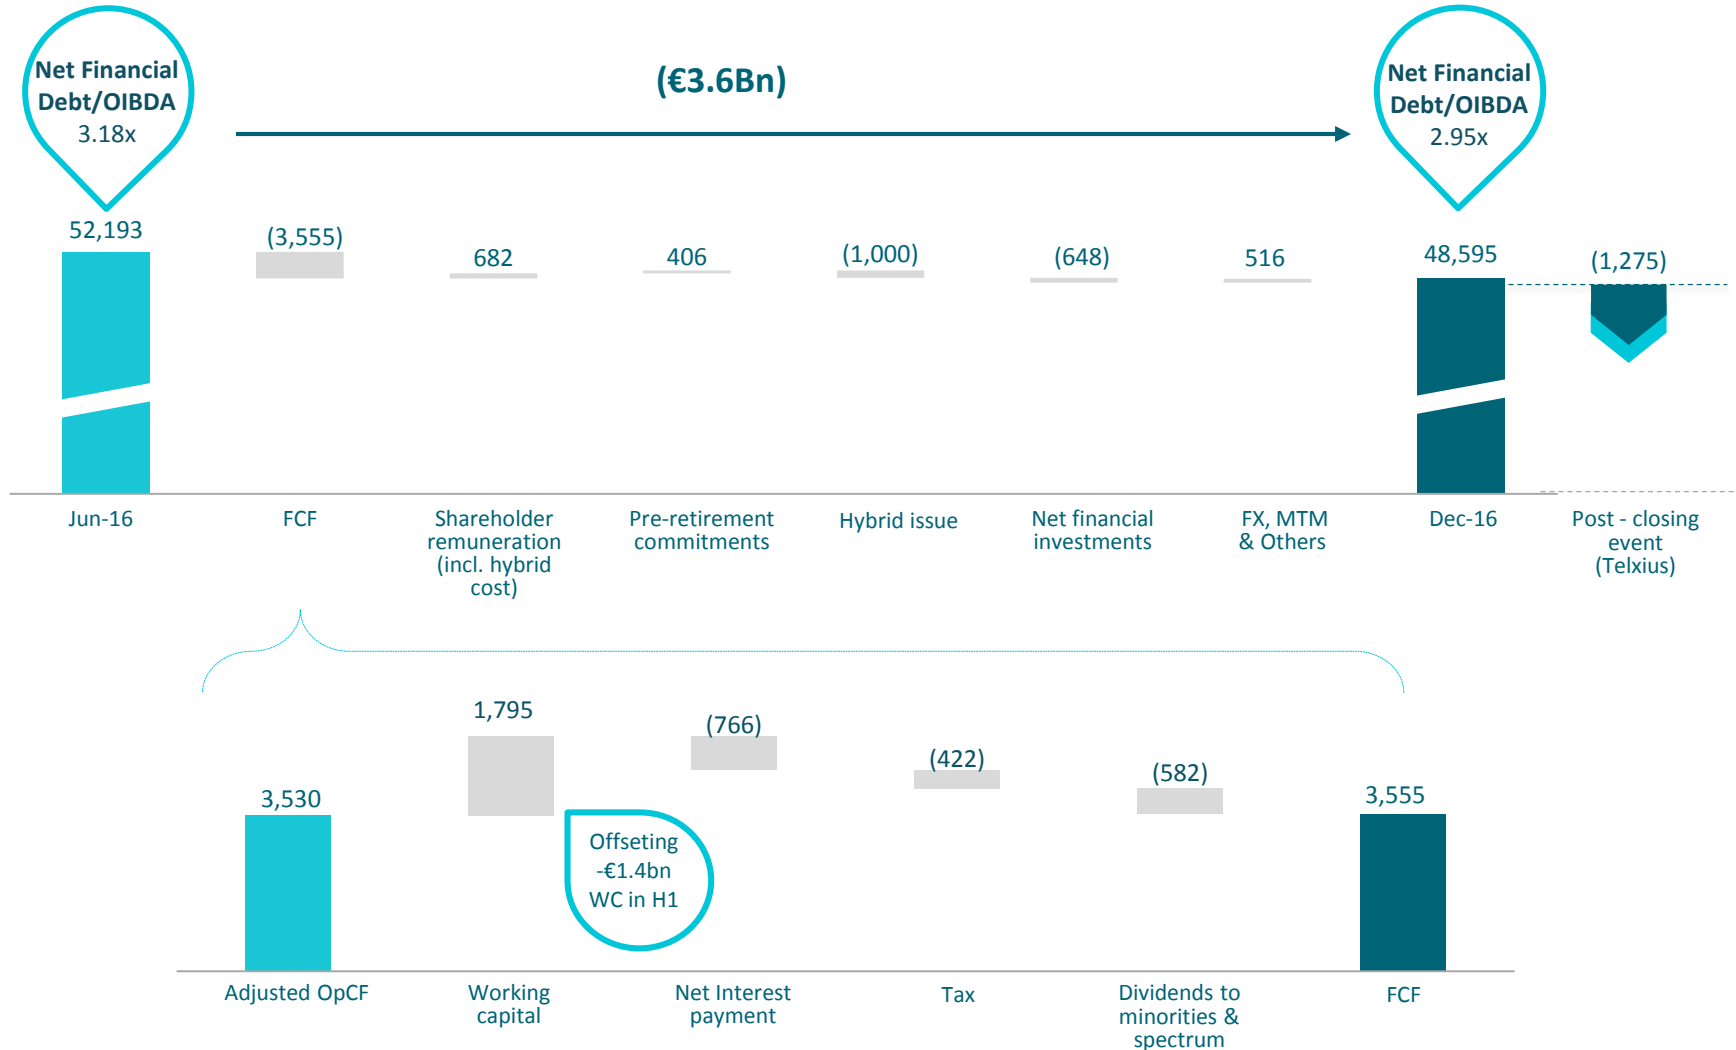 Net Financial
Debt/OIBDA
3.18x
(€3.6Bn)
Net Financial
Debt/OIBDA
2.95x
52,193
(3,555)
682
406
(1,000)
(648)
516
48,595
(1,275)
Jun-16
FCF
Shareholder
remuneration
(incl. hybrid
cost)
Pre-retirement
commitments
Hybrid issue
Net financial
investments
FX, MTM
& Others
Dec-16
Post - closing
event
(Telxius)
3,530
1,795
(766)
(422)
(582)
3,555
Offseting
-€1.4bn
WC in H1
Adjusted OpCF
Working
capital
Net Interest
payment
Tax
Dividends to
minorities &
spectrum
FCF